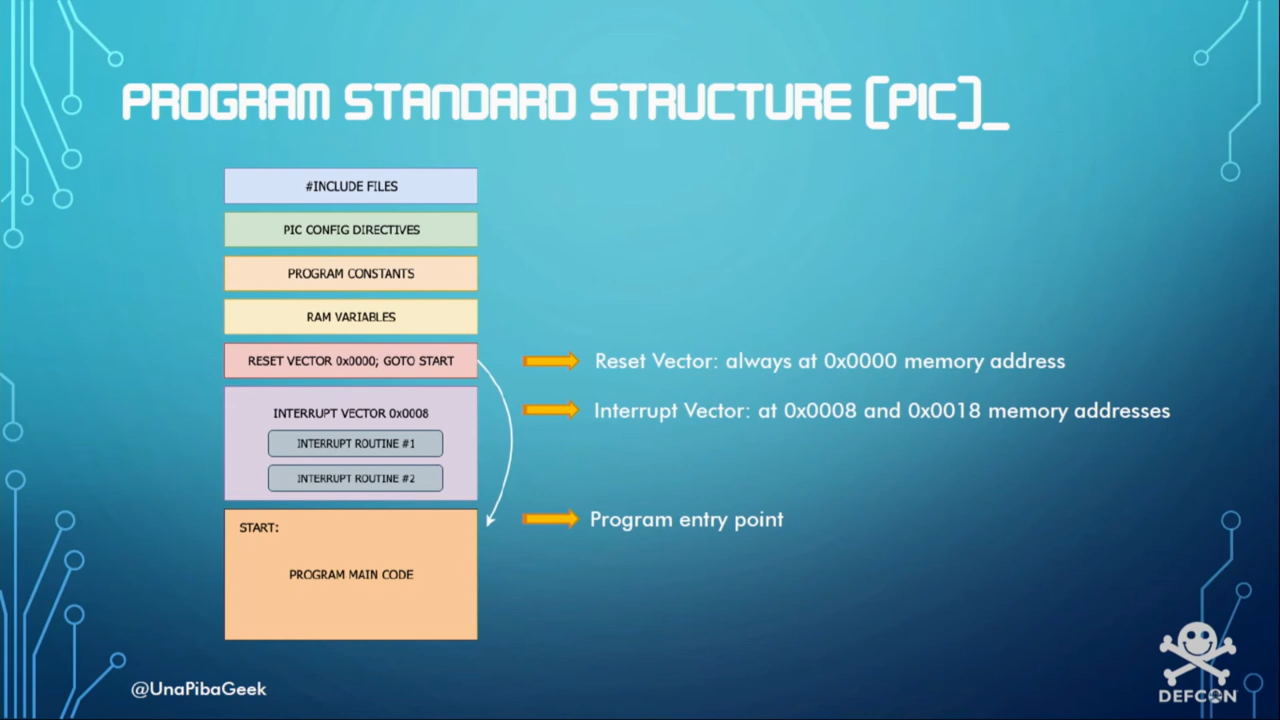 PROGRAM STANDARD STRUCTURE [PIC]_
#INCLUDE FILES
PIC CONFIG DIRECTIVES
PROGRAM CONSTANTS
RAM VARIABLES
RESET VECTOR 0x0000; GOTO START
Reset Vector: always at 0x0000 memory address
INTERRUPT VECTOR 0x0008
Interrupt Vector: at 0x0008 and 0x0018 memory addresses
INTERRUPT ROUTINE #1
INTERRUPT ROUTINE #2
START:
Program entry point
PROGRAM MAIN CODE
@UnaPibaGeek
DEFCON